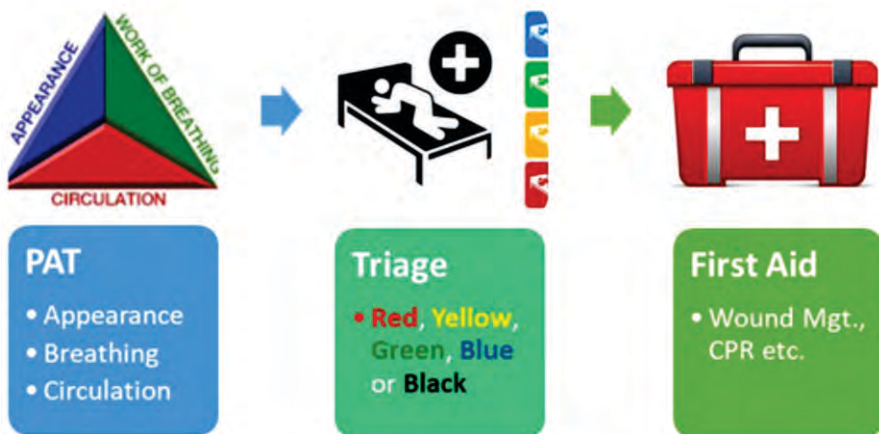 APPEARANCE
WORK OF BREATHING
CIRCULATION
PAT
• Appearance
• Breathing
• Circulation
Triage
• Red, Yellow,
Green, Blue
or Black
First Aid
• Wound Mgt.,
CPR etc.